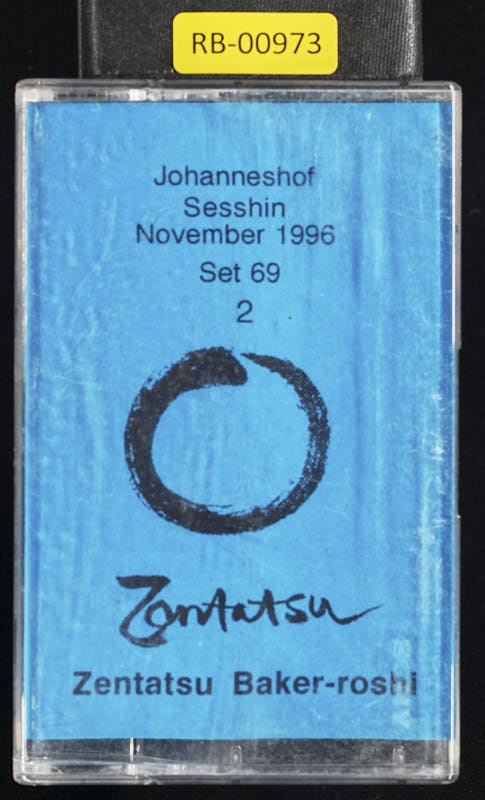 RB-00973
Johanneshof
Sesshin
November 1996
Set 69
2
Zentatsu
Zentatsu Baker-roshi